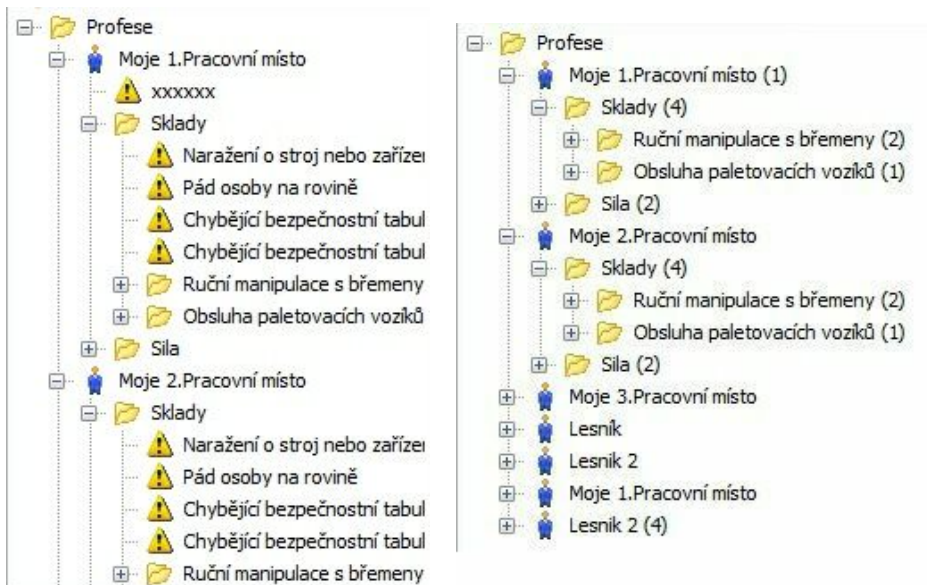 Profese
Moje 1.Pracovní místo
xxxxxx
Sklady
Naražení o stroj nebo zařízer
Pád osoby na rovině
Chybějící bezpečnostní tabul
Chybějící bezpečnostní tabul
Ruční manipulace s břemeny
Obsluha paletovacích vozíků
Sila
Moje 2.Pracovní místo
Sklady
Naražení o stroj nebo zařízer
Pád osoby na rovině
Chybějící bezpečnostní tabul
Chybějící bezpečnostní tabul
Ruční manipulace s břemeny
Profese
Moje 1.Pracovní místo (1)
Sklady (4)
Ruční manipulace s břemeny (2)
Obsluha paletovacích vozíků (1)
Sila (2)
Moje 2.Pracovní místo
Sklady (4)
Ruční manipulace s břemeny (2)
Obsluha paletovacích vozíků (1)
Sila (2)
Moje 3.Pracovní místo
Lesník
Lesnik 2
Moje 1.Pracovní místo
Lesnik 2 (4)